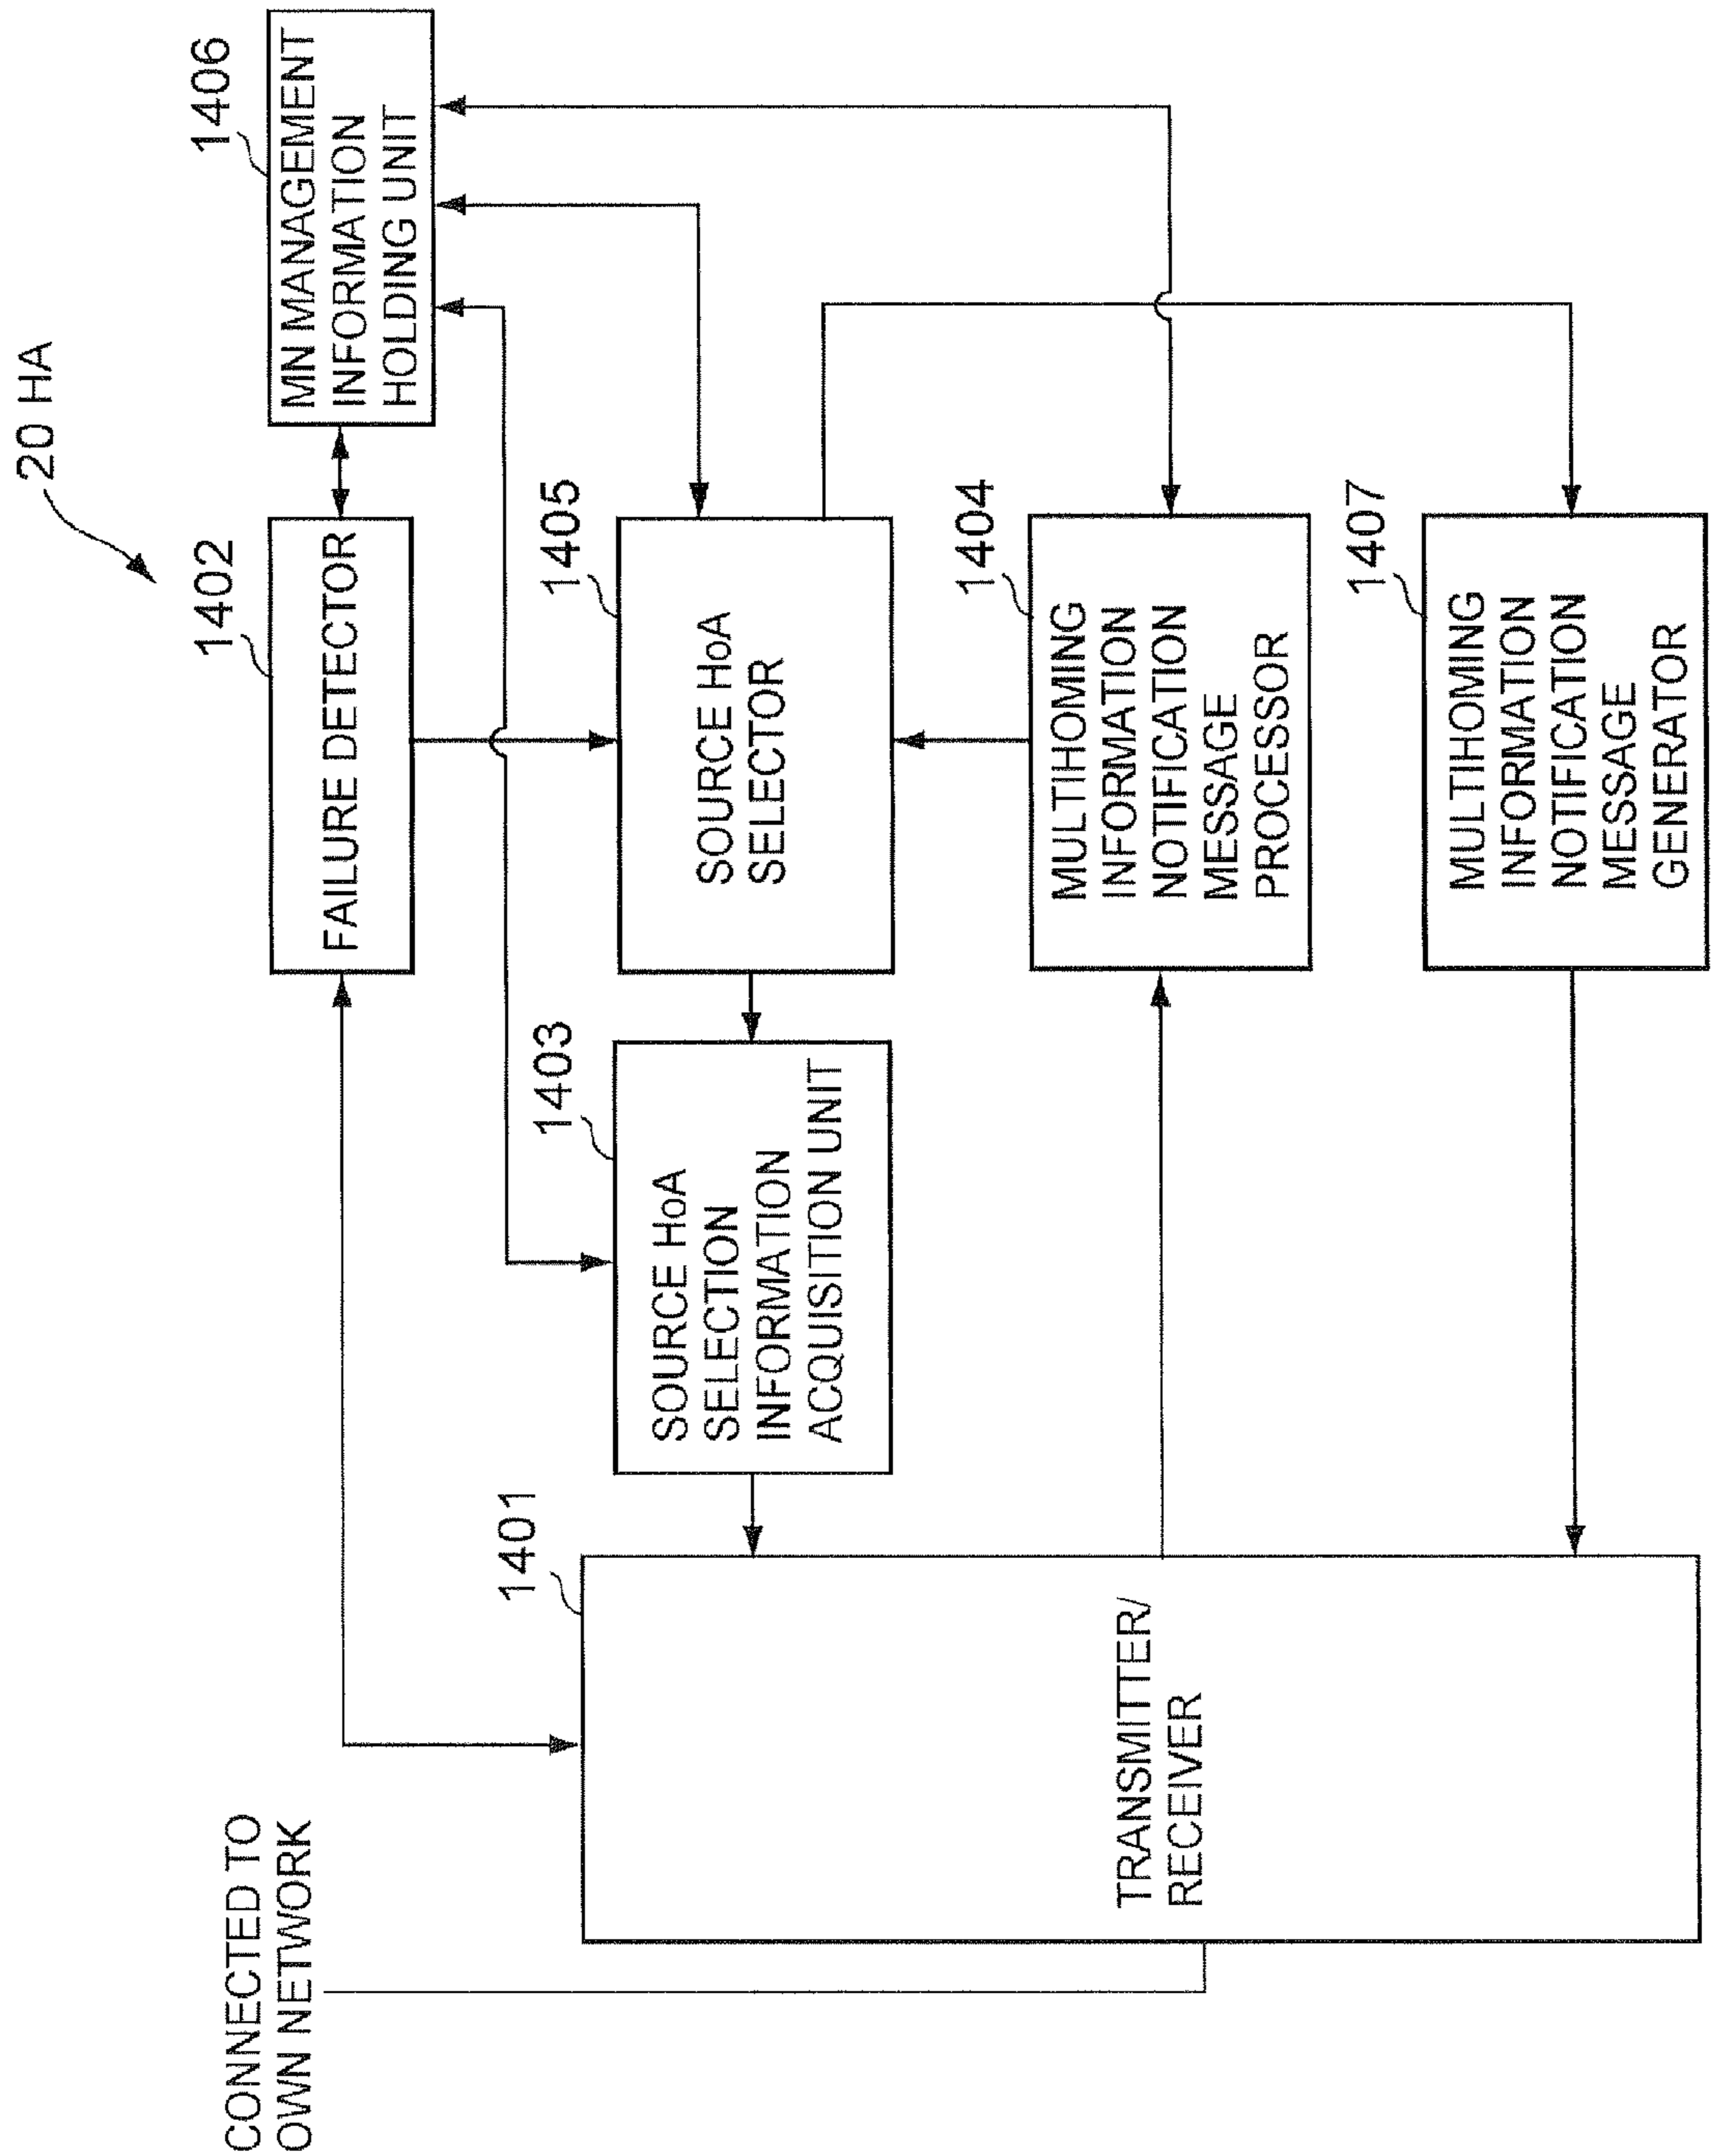 20 HA
CONNECTED TO
OWN NETWORK
1402
FAILURE DETECTOR
1406
MN MANAGEMENT
INFORMATION
HOLDING UNIT
1401
TRANSMITTER/
RECEIVER
1403
SOURCE HoA
SELECTION
INFORMATION
ACQUISITION UNIT
1405
SOURCE HoA
SELECTOR
1404
MULTIHOMING
INFORMATION
NOTIFICATION
MESSAGE
PROCESSOR
1407
MULTIHOMING
INFORMATION
NOTIFICATION
MESSAGE
GENERATOR